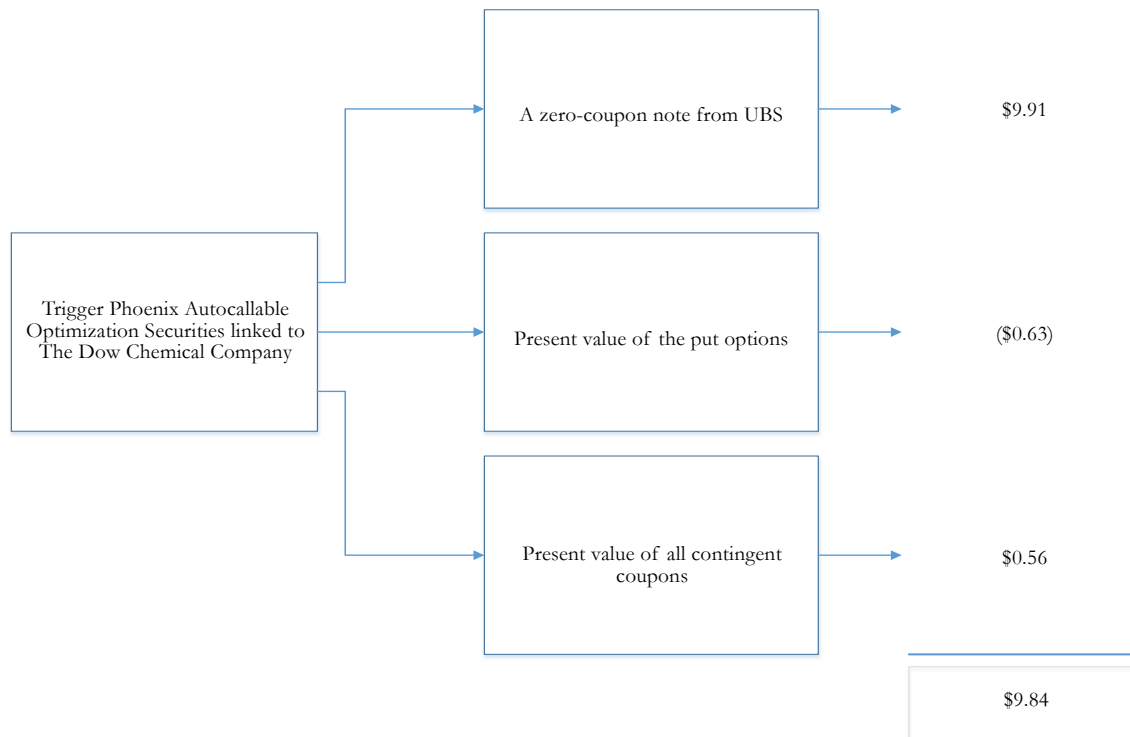 A zero-coupon note from UBS
$9.91
Trigger Phoenix Autocallable
Optimization Securities linked to
The Dow Chemical Company
Present value of the put options
($0.63)
Present value of all contingent
coupons
$0.56
$9.84